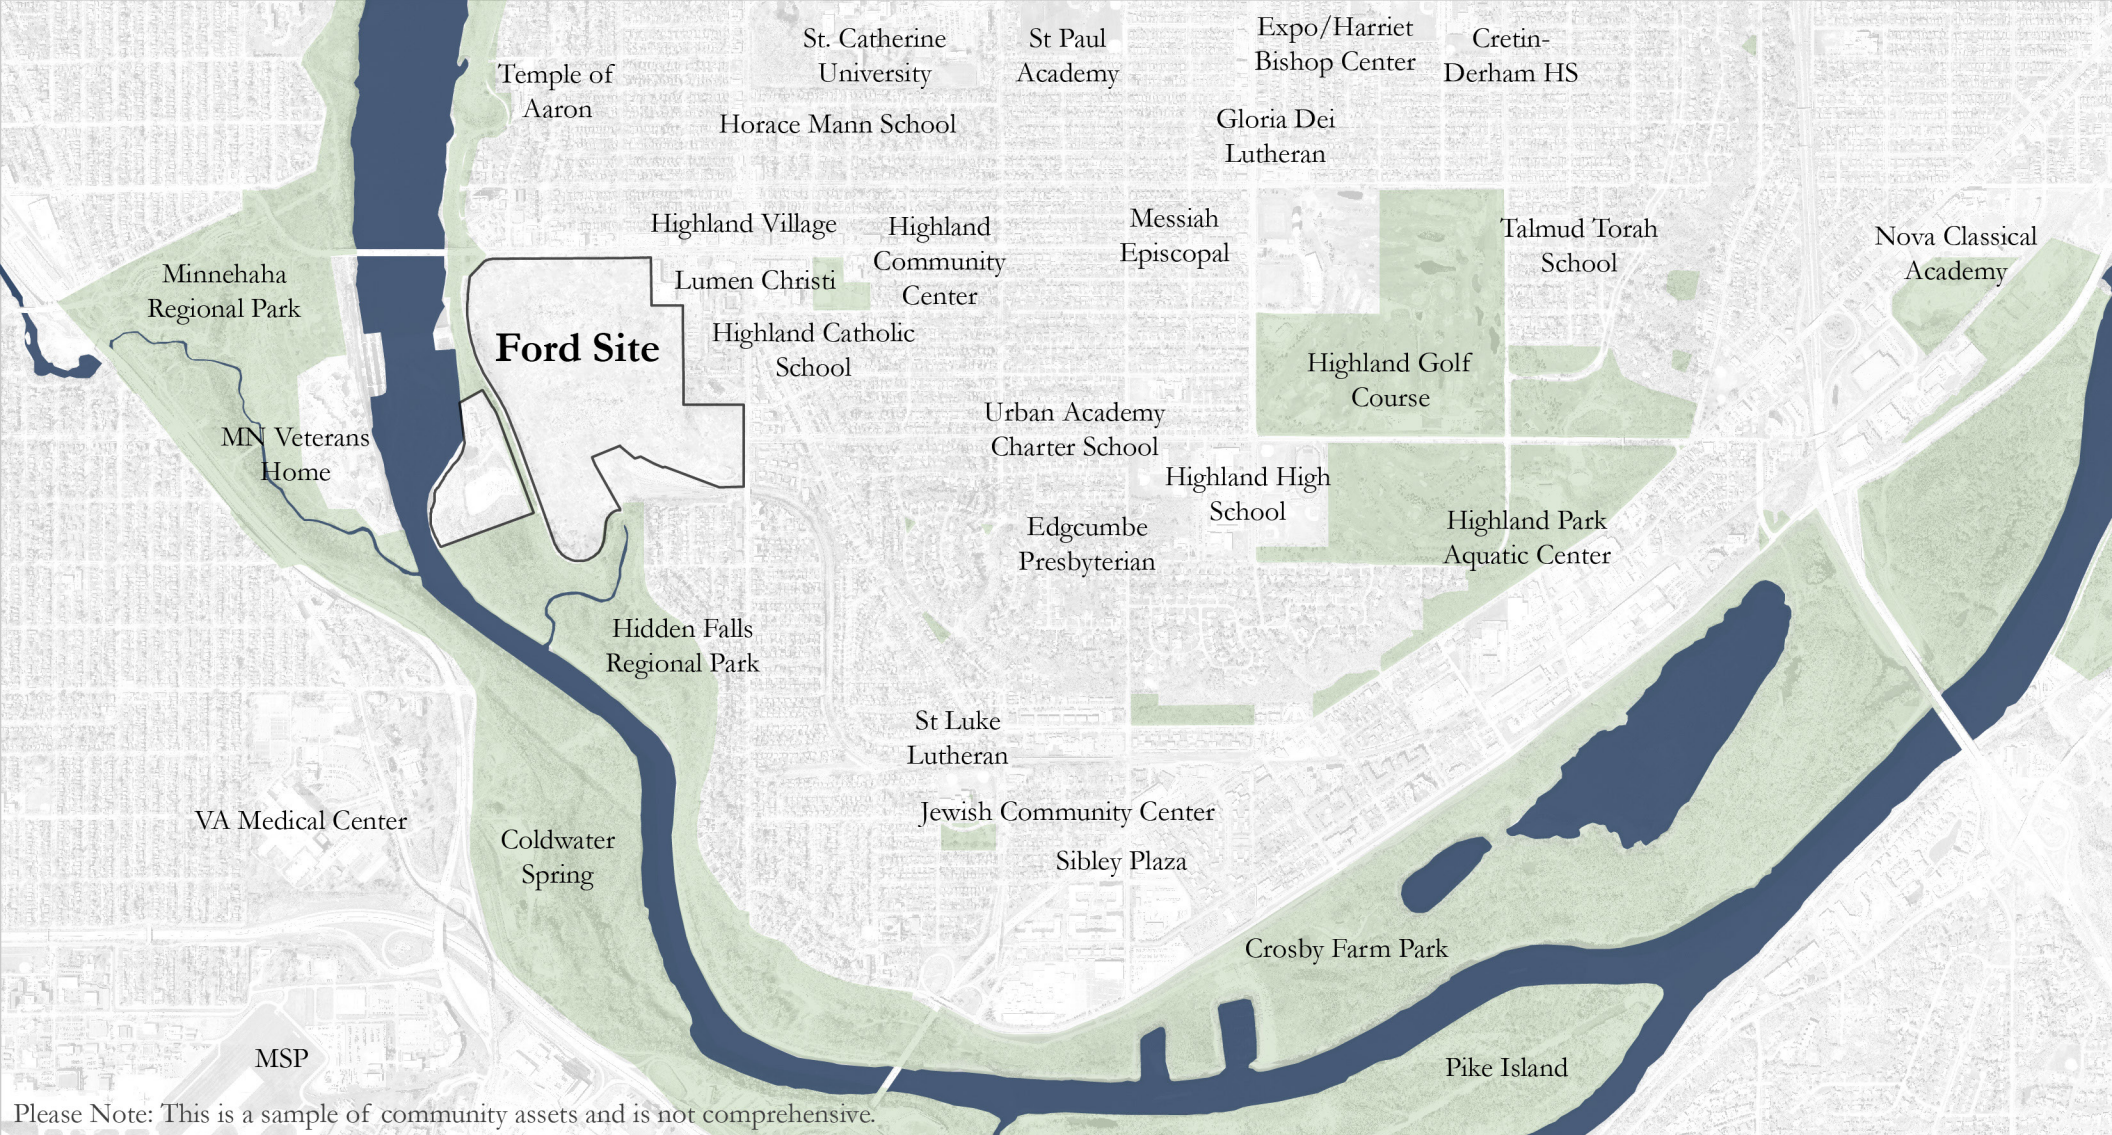 St. Catherine
University
St Paul
Academy
Expo/Harriet
Bishop Center
Cretin-
Derham HS
Temple of
Aaron
Horace Mann School
Gloria Dei
Lutheran
Highland Village
Highland
Community
Center
Messiah
Episcopal
Talmud Torah
School
Nova Classical
Academy
Minnehaha
Regional Park
Lumen Christi
Ford Site
Highland Catholic
School
Highland Golf
Course
MN Veterans
Home
Urban Academy
Charter School
Highland High
School
Edgcumbe
Presbyterian
Highland Park
Aquatic Center
Hidden Falls
Regional Park
St Luke
Lutheran
VA Medical Center
Coldwater
Spring
Jewish Community Center
Sibley Plaza
Crosby Farm Park
MSP
Pike Island
Please Note: This is a sample of community assets and is not comprehensive.